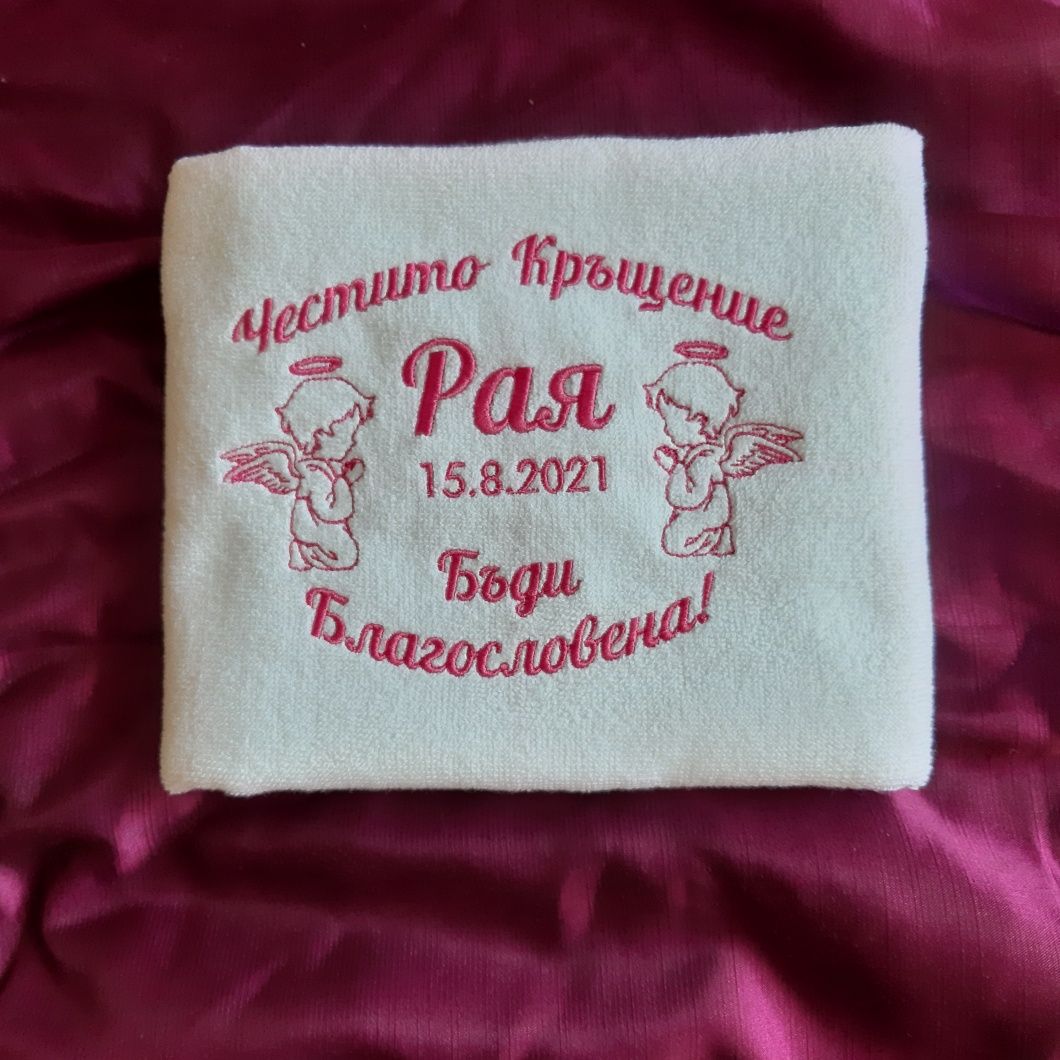 Честито Кръщение
Рая
15.8.2021
Бъди
Благословена!